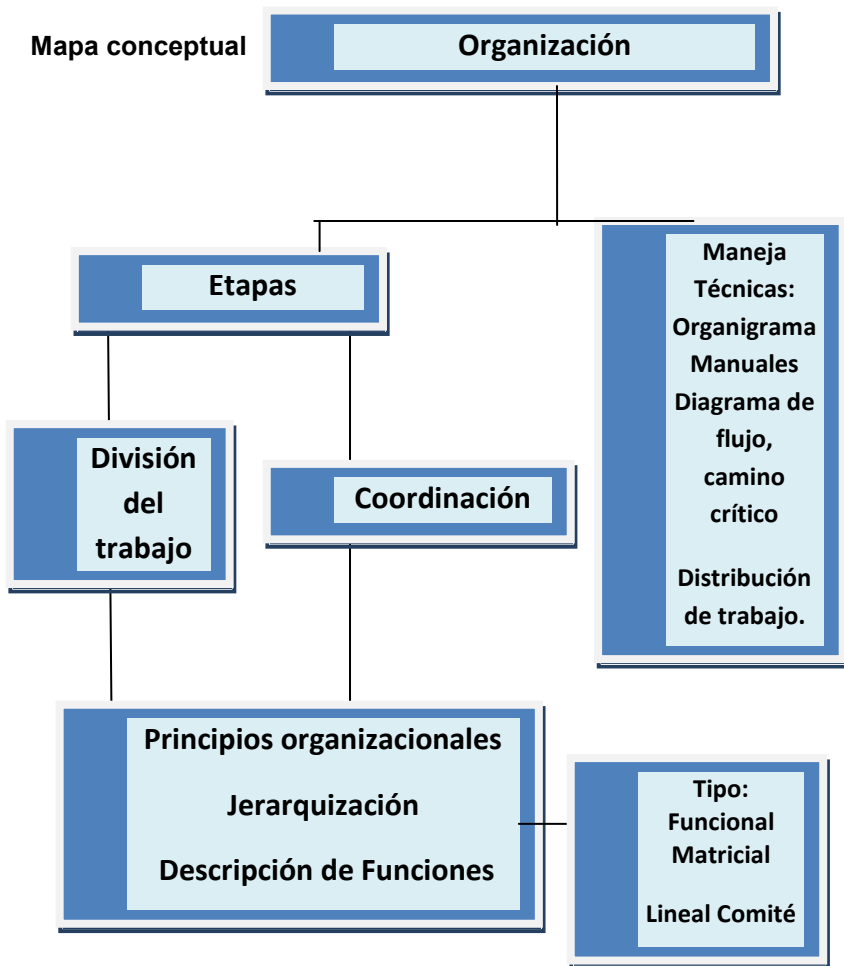 Mapa conceptual
Organización
Etapas
Maneja
Técnicas:
Organigrama
Manuales
Diagrama de
flujo,
camino
crítico
Distribución
de trabajo.
División
del
trabajo
Coordinación
Principios organizacionales
Jerarquización
Descripción de Funciones
Tipo:
Funcional
Matricial
Lineal Comité